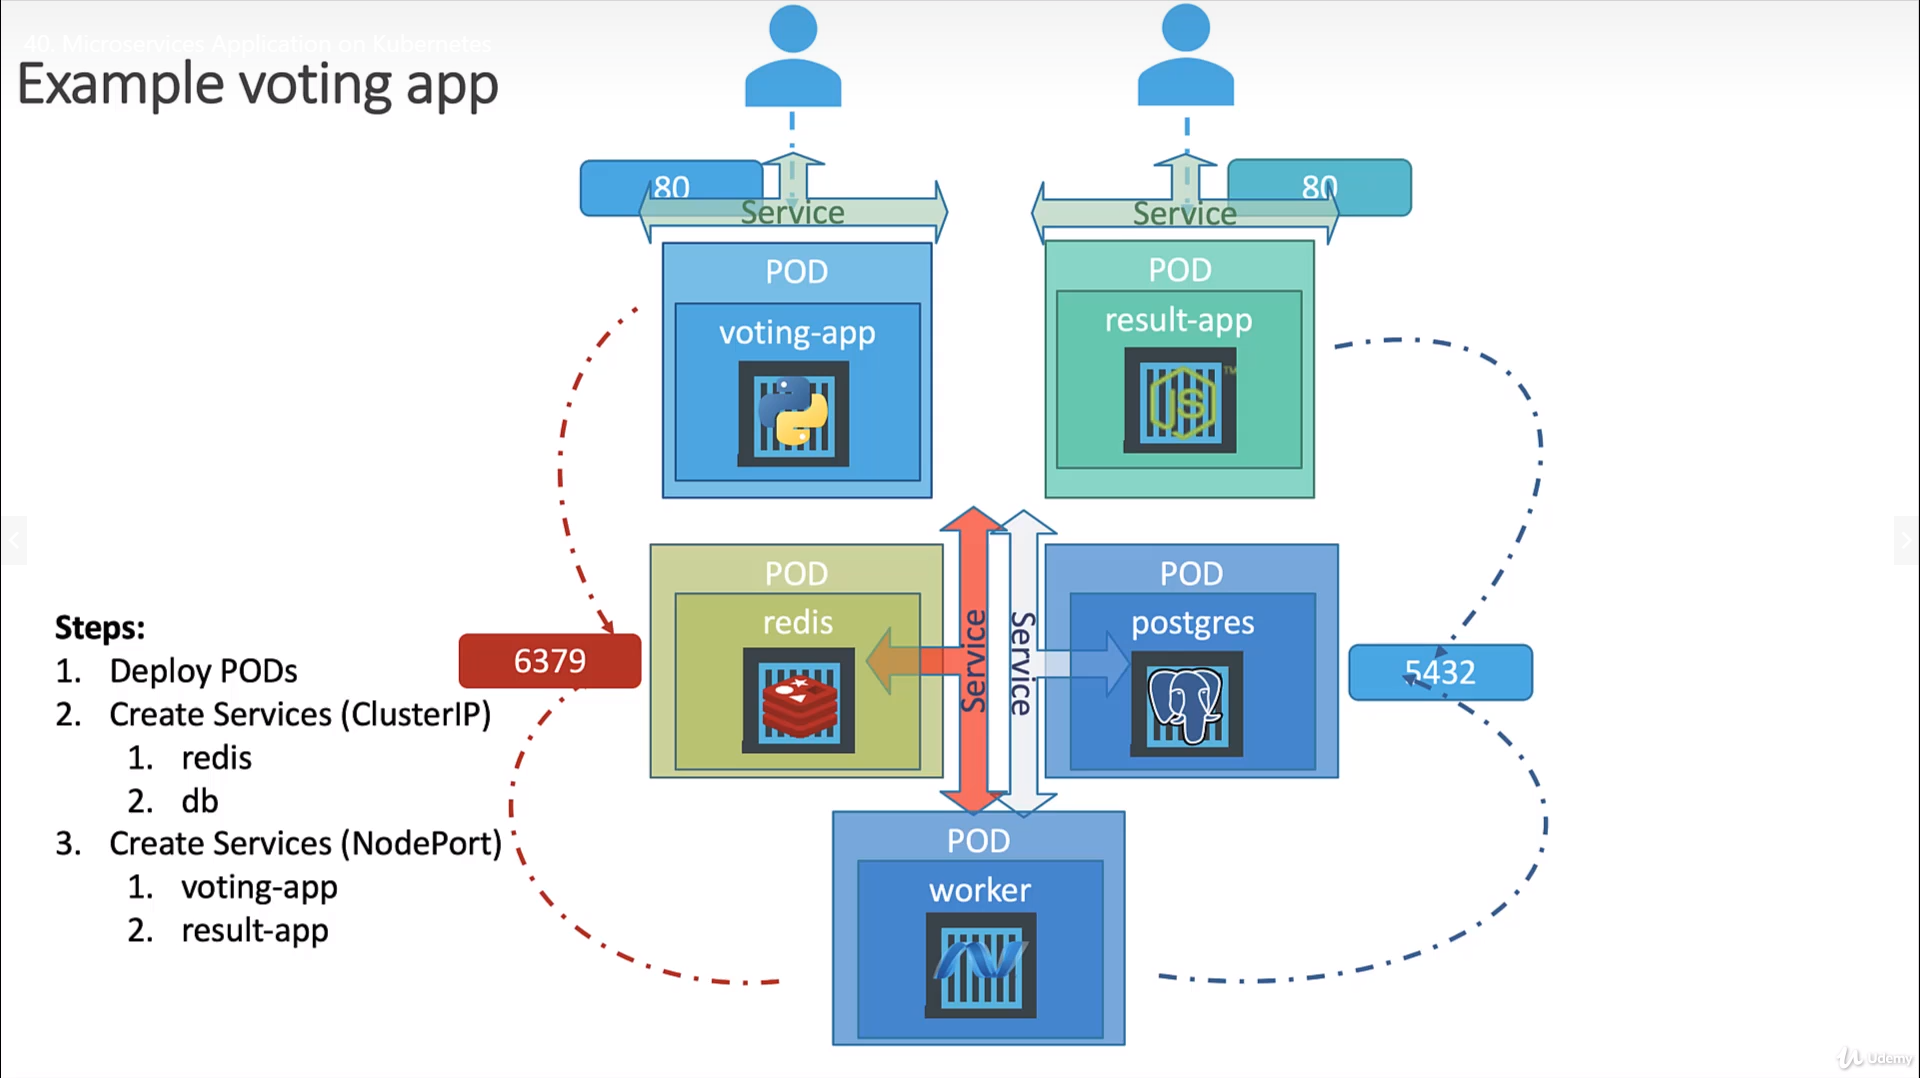 40. Microservices Application on Kubernetes
Example voting app
80
Service
80
Service
POD
voting-app
POD
result-app
JS
TM
POD
redis
Service
Service
POD
postgres
6379
5432
POD
worker
Steps:
1. Deploy PODs
2. Create Services (ClusterIP)
1. redis
2. db
3. Create Services (NodePort)
1. voting-app
2. result-app
Udemy